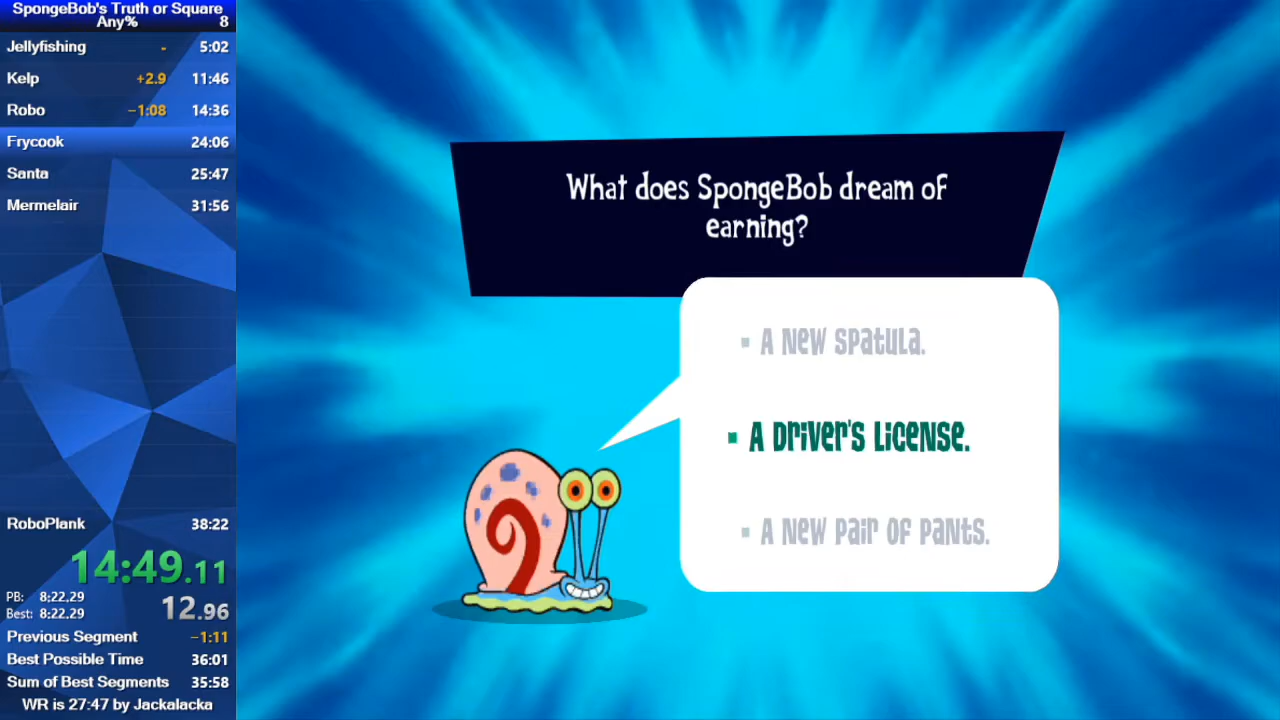 SpongeBob's Truth or Square
Any% 8
Jellyfishing - 5:02
Kelp +2.9 11:46
Robo −1:08 14:36
Frycook 24:06
Santa 25:47
Mermelair 31:56
RoboPlank 38:22
14:49.11
PB: 8:22.29
Best: 8:22.29
12.96
Previous Segment −1:11
Best Possible Time 36:01
Sum of Best Segments 35:58
WR is 27:47 by Jackalacka
What does SpongeBob dream of
earning?
A new spatula.
A driver's license.
A new pair of pants.